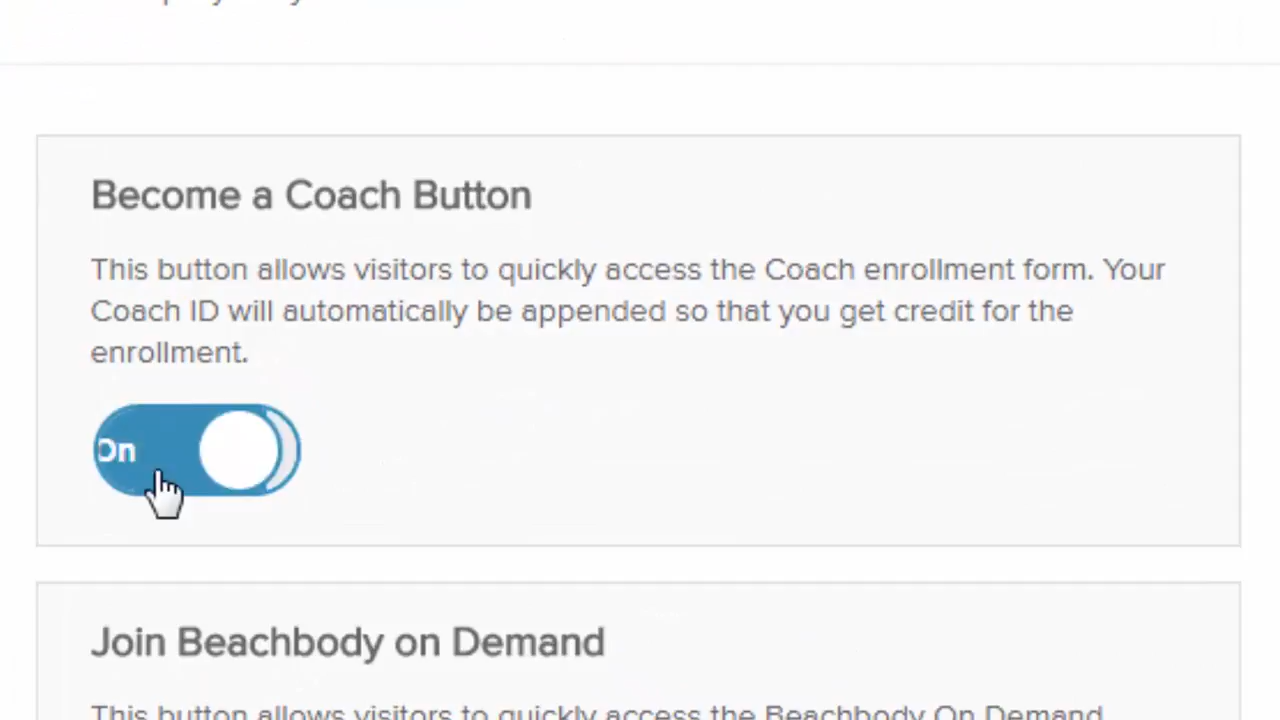 Become a Coach Button
This button allows visitors to quickly access the Coach enrollment form. Your
Coach ID will automatically be appended so that you get credit for the
enrollment.
On
Join Beachbody on Demand
This button allows visitors to quickly access the Beachbody On Demand